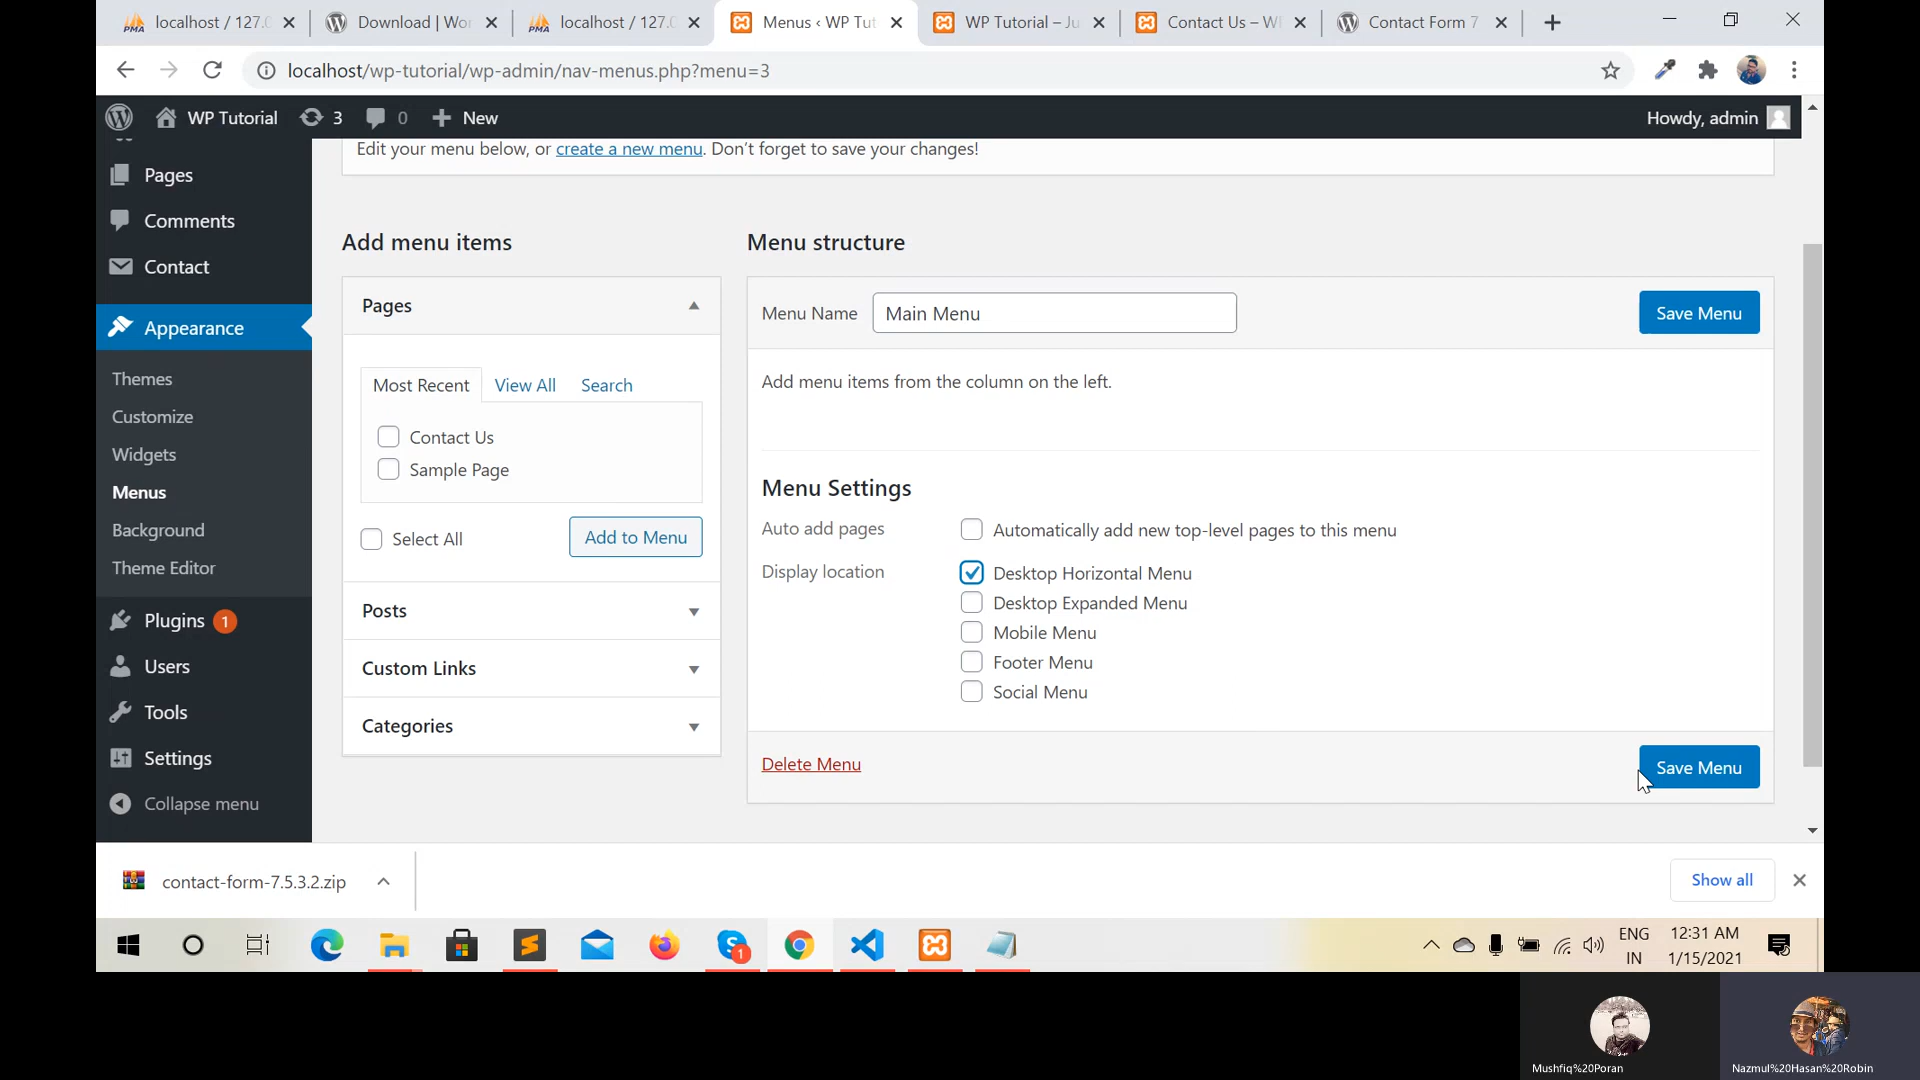 localhost / 127.0
Download | Wor
localhost / 127.0
Menus ‹ WP Tut
WP Tutorial – Ju
Contact Us – W
Contact Form 7
localhost/wp-tutorial/wp-admin/nav-menus.php?menu=3
WP Tutorial 3 0 New Howdy, admin
Edit your menu below, or create a new menu. Don’t forget to save your changes!
Pages
Comments
Contact
Appearance
Themes
Customize
Widgets
Menus
Background
Theme Editor
Plugins 1
Users
Tools
Settings
Collapse menu
Add menu items
Pages
Most Recent View All Search
Contact Us
Sample Page
Select All Add to Menu
Posts
Custom Links
Categories
Menu structure
Menu Name Main Menu Save Menu
Add menu items from the column on the left.
Menu Settings
Auto add pages Automatically add new top-level pages to this menu
Display location Desktop Horizontal Menu
Desktop Expanded Menu
Mobile Menu
Footer Menu
Social Menu
Delete Menu Save Menu
contact-form-7.5.3.2.zip Show all
1
ENG
IN
12:31 AM
1/15/2021
Mushfiq%20Poran
Nazmul%20Hasan%20Robin